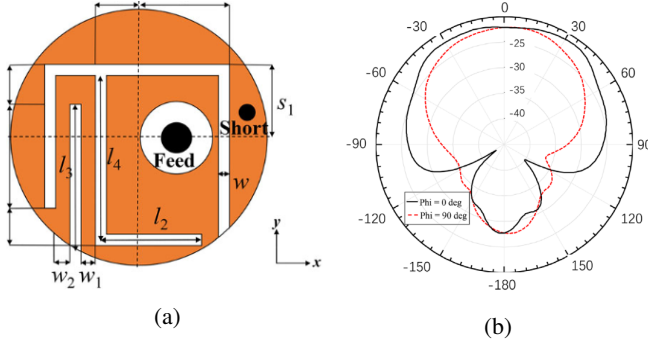 s1
Short
l3
l4
Feed
w
l2
y
x
w2
w1
(a)
0
-30
30
-25
-60
60
-30
-35
-40
-90
90
Phi = 0 deg
Phi = 90 deg
-120
120
-150
150
-180
(b)